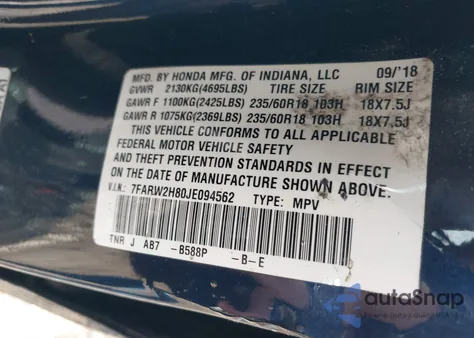 MFD. BY HONDA MFG. OF INDIANA, LLC 09/'18
GVWR 2130KG(4695LBS) TIRE SIZE RIM SIZE
GAWR F 1100KG(2425LBS) 235/60R18 103H 18X7.5J
GAWR R 1075KG(2369LBS) 235/60R18 103H 18X7.5J
THIS VEHICLE CONFORMS TO ALL APPLICABLE
FEDERAL MOTOR VEHICLE SAFETY
AND THEFT PREVENTION STANDARDS IN EFFECT
ON THE DATE OF MANUFACTURE SHOWN ABOVE.
V.I.N.: 7FARW2H80JE094562 TYPE: MPV
TNR J AB7 -B588P -B-E
autoSnap